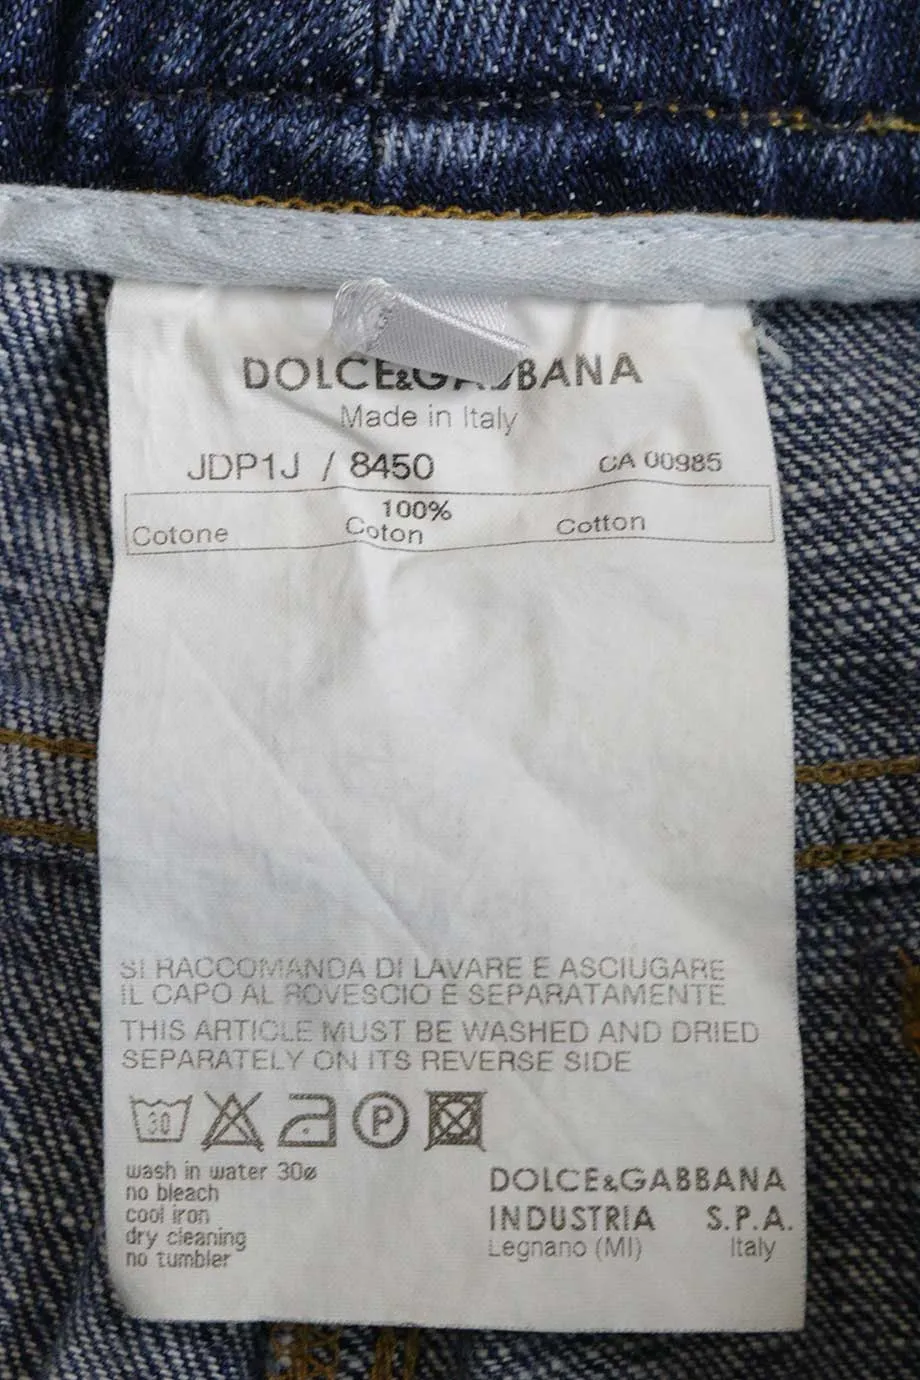 DOLCE&GABBANA
Made in Italy
JDP1J / 8450 CA 00985
100%
Cotone Coton Cotton
SI RACCOMANDA DI LAVARE E ASCIUGARE
IL CAPO AL ROVESCIO E SEPARATAMENTE
THIS ARTICLE MUST BE WASHED AND DRIED
SEPARATELY ON ITS REVERSE SIDE
30 P
wash in water 30ø
no bleach
cool iron
dry cleaning
no tumbler
DOLCE&GABBANA
INDUSTRIA S.P.A.
Legnano (MI) Italy